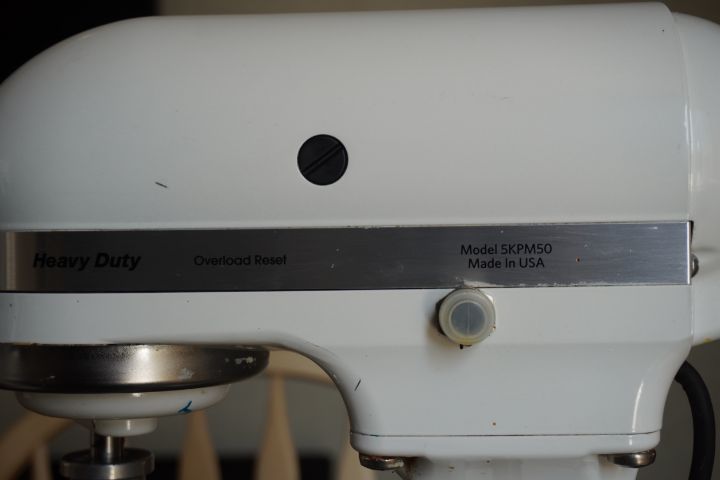 Heavy Duty
Overload Reset
Model 5KPM50
Made In USA